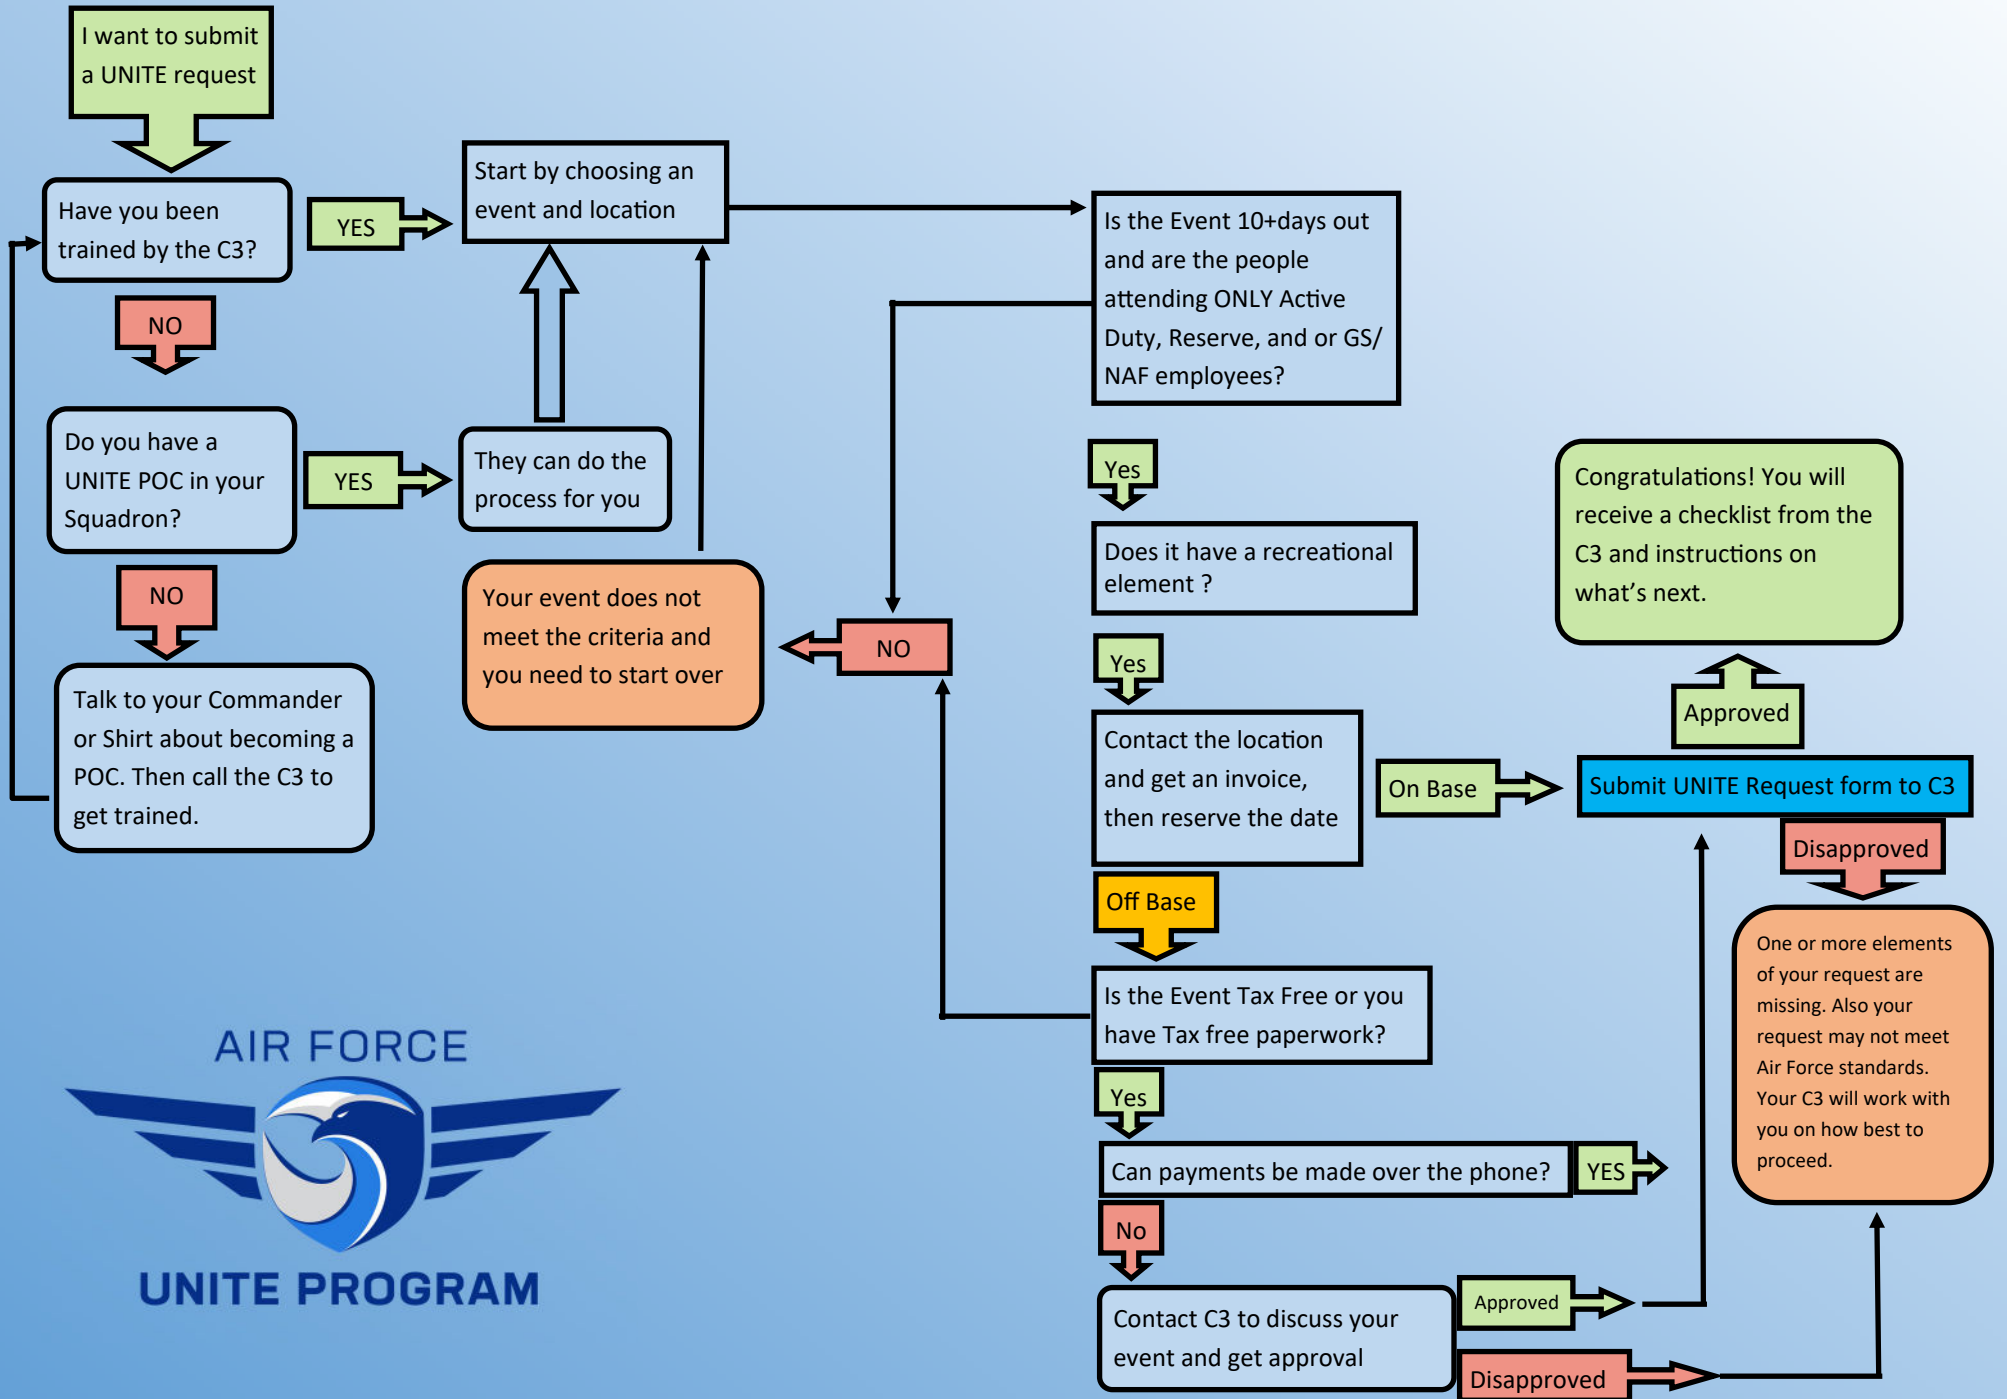 I want to submit
a UNITE request
Have you been
trained by the C3?
YES
Start by choosing an
event and location
NO
Do you have a
UNITE POC in your
Squadron?
YES
They can do the
process for you
NO
Talk to your Commander
or Shirt about becoming a
POC. Then call the C3 to
get trained.
Your event does not
meet the criteria and
you need to start over
NO
Is the Event 10+days out
and are the people
attending ONLY Active
Duty, Reserve, and or GS/
NAF employees?
Yes
Does it have a recreational
element ?
Yes
Contact the location
and get an invoice,
then reserve the date
On Base
Submit UNITE Request form to C3
Approved
Congratulations! You will
receive a checklist from the
C3 and instructions on
what's next.
Disapproved
One or more elements
of your request are
missing. Also your
request may not meet
Air Force standards.
Your C3 will work with
you on how best to
proceed.
Off Base
Is the Event Tax Free or you
have Tax free paperwork?
Yes
Can payments be made over the phone?
YES
No
Contact C3 to discuss your
event and get approval
Approved
Disapproved
AIR FORCE
UNITE PROGRAM